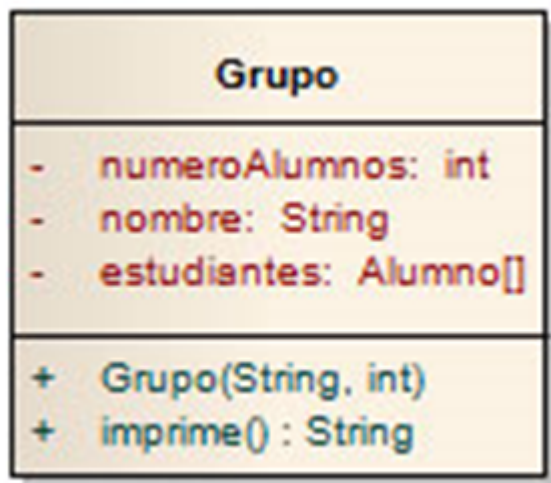 Grupo
- numeroAlumnos: int
- nombre: String
- estudiantes: Alumno[]
+ Grupo(String, int)
+ imprime() : String